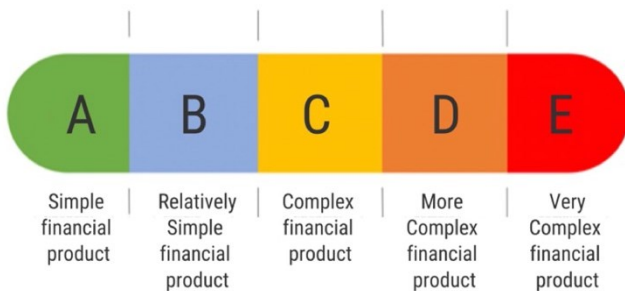 A
B
C
D
E
Simple
financial
product
Relatively
Simple
financial
product
Complex
financial
product
More
Complex
financial
product
Very
Complex
financial
product